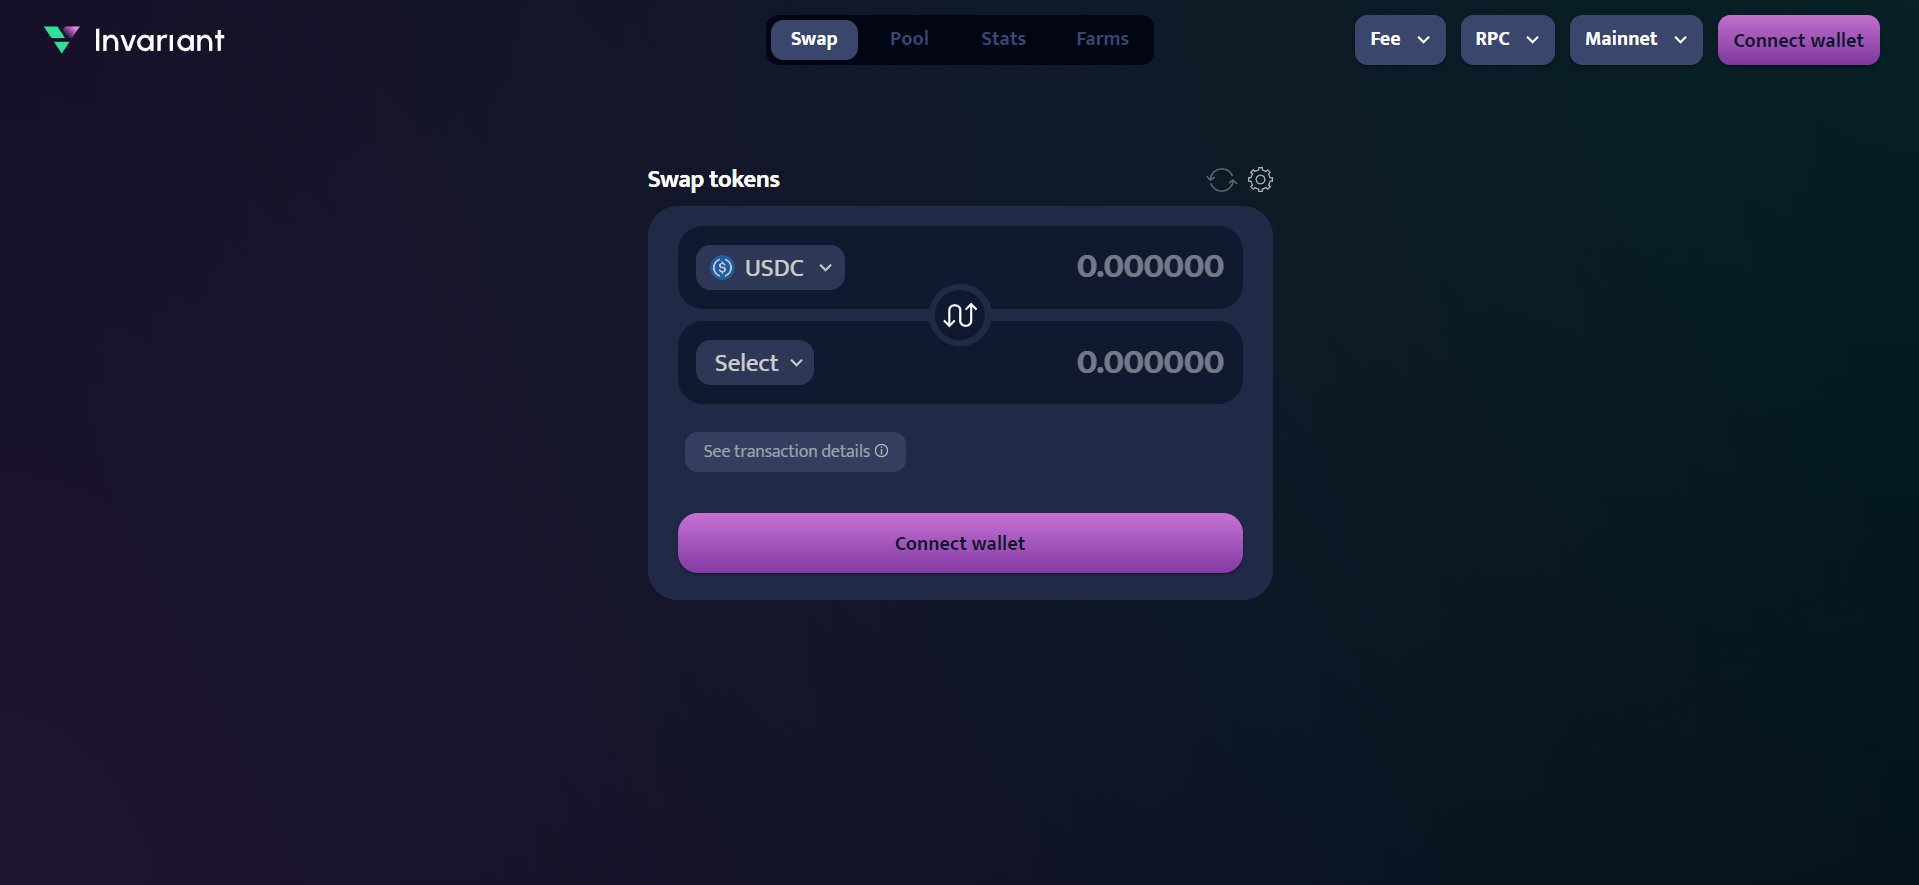 Invariant
Swap Pool Stats Farms
Fee RPC Mainnet Connect wallet
Swap tokens
USDC 0.000000
Select 0.000000
See transaction details
Connect wallet